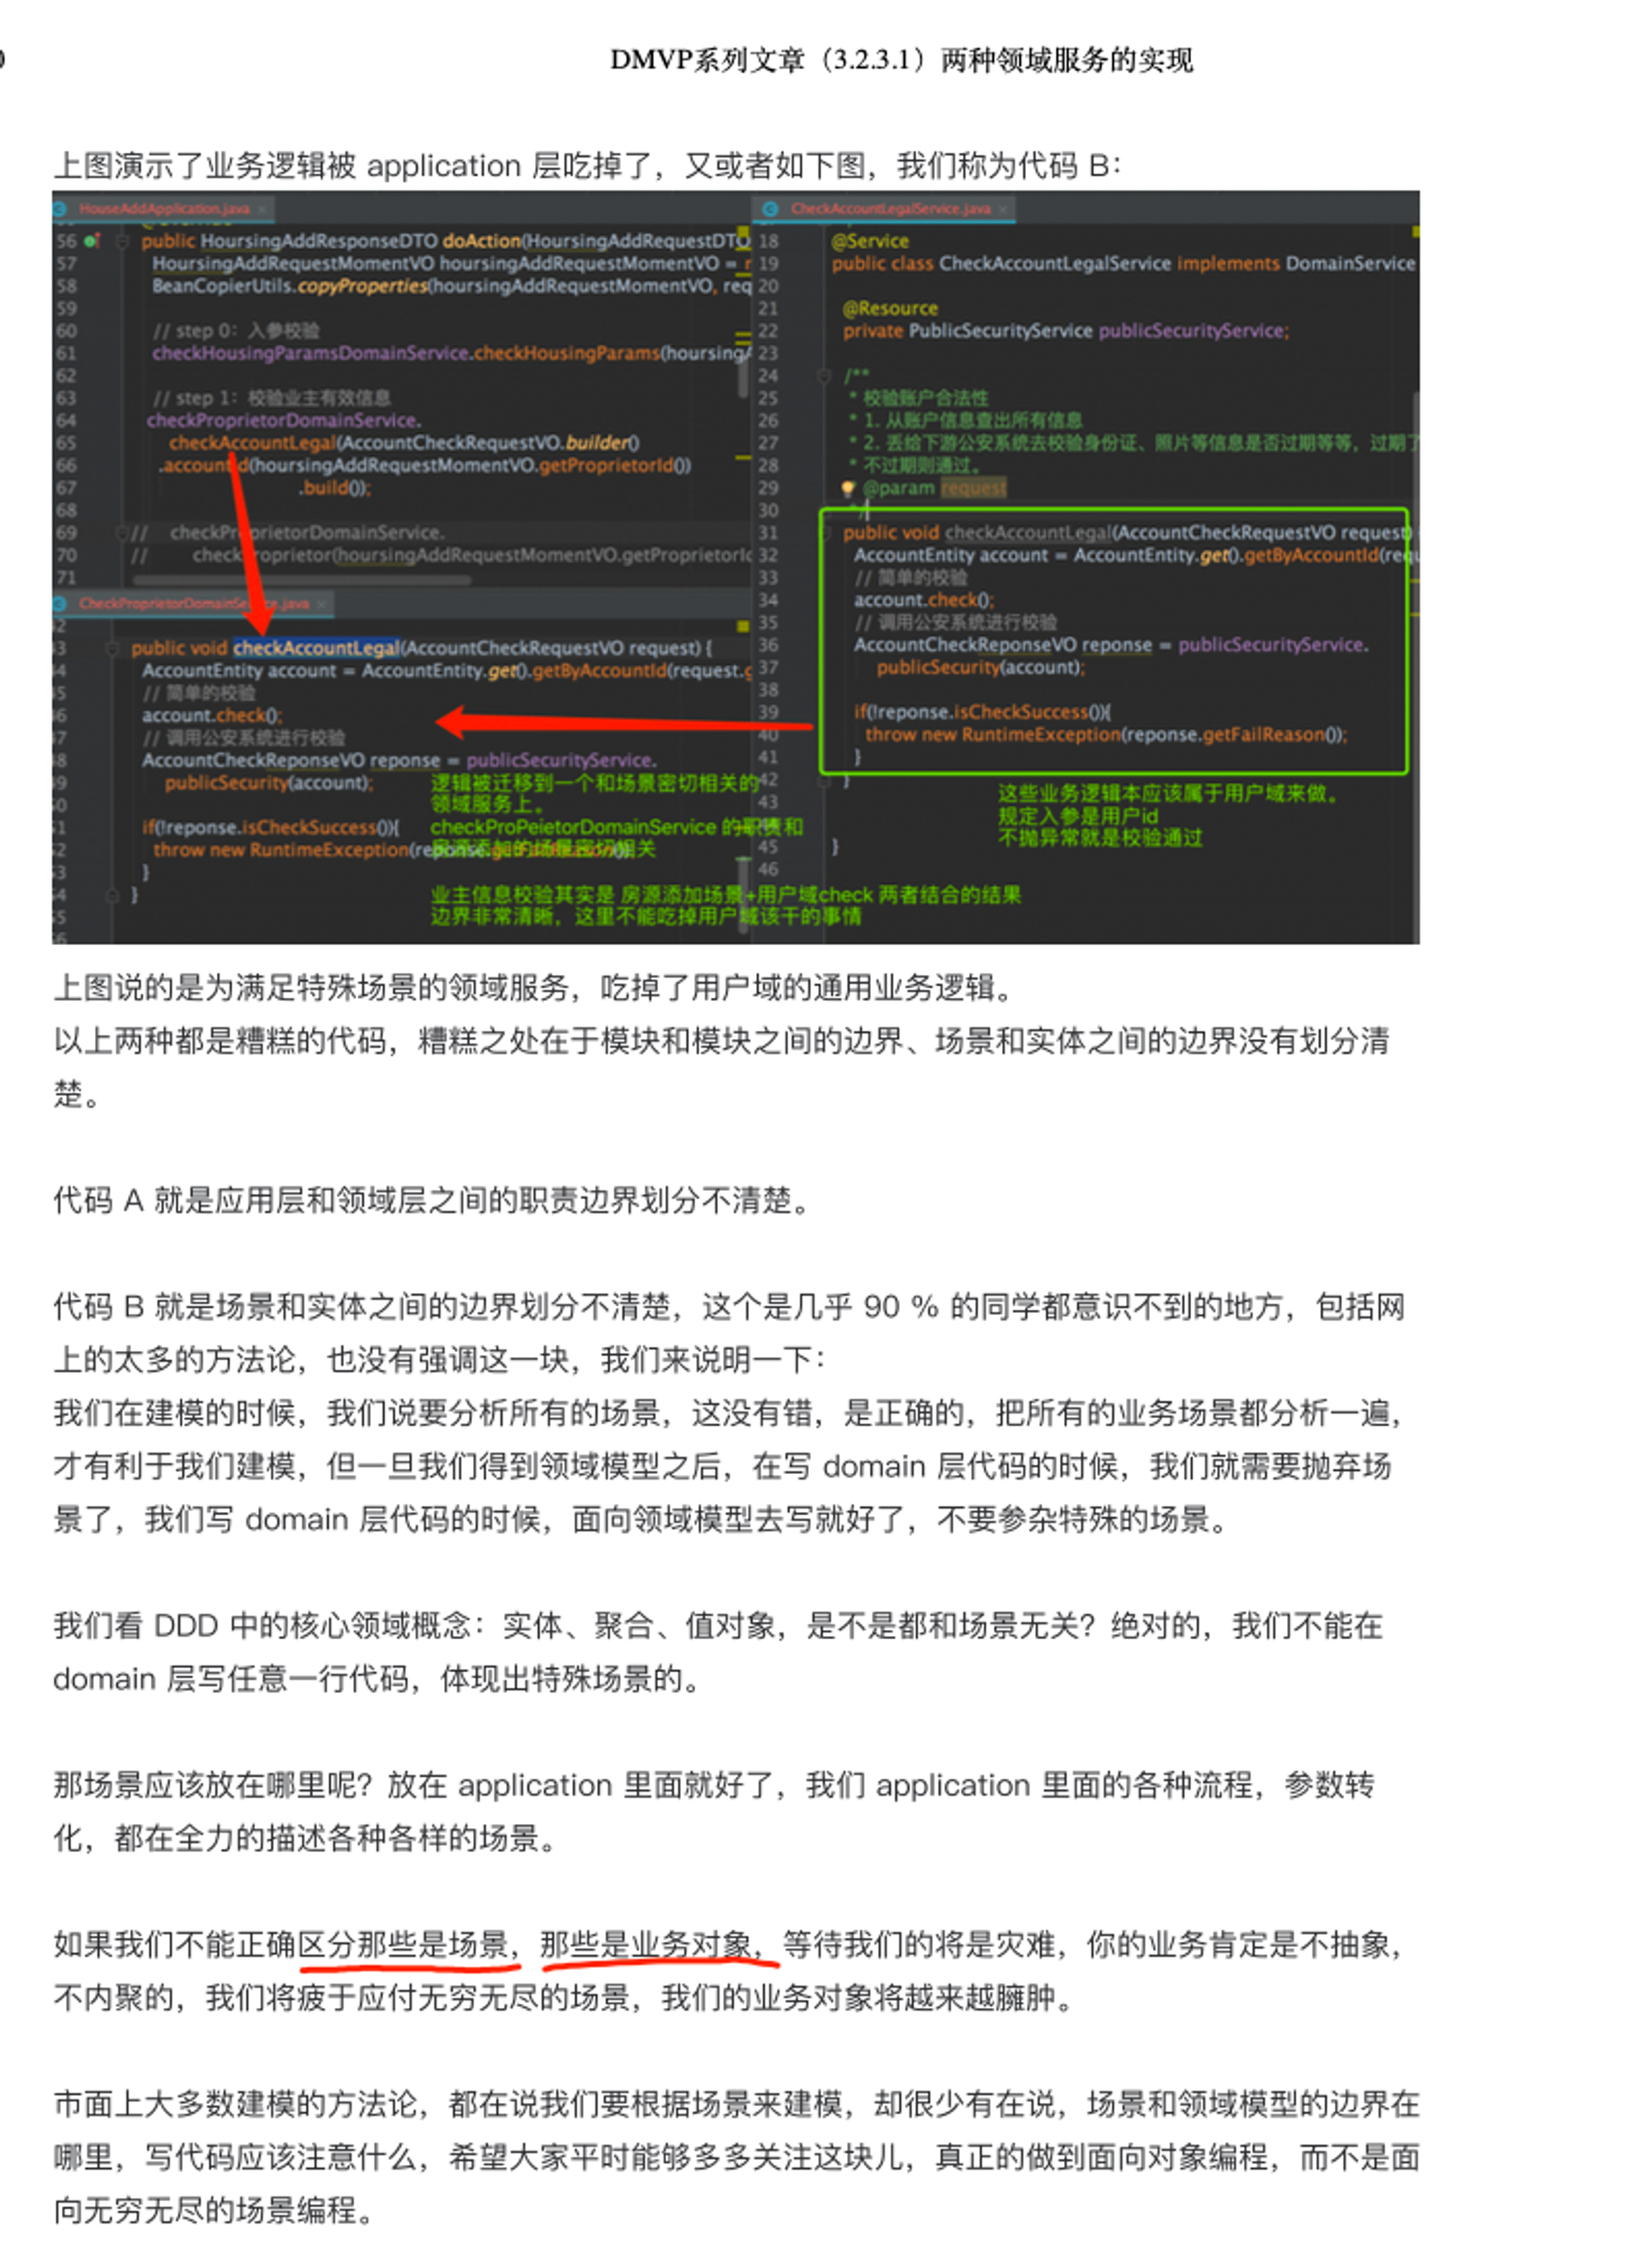 DMVP系列文章（3.2.3.1）两种领域服务的实现
上图演示了业务逻辑被 application 层吃掉了，又或者如下图，我们称为代码 B：
HouseAddApplication.java
56
public HoursingAddResponseDTO doAction(HoursingAddRequestDTO
57
HoursingAddRequestMomentVO hoursingAddRequestMomentVO =
58
BeanCopierUtils.copyProperties(hoursingAddRequestMomentVO, req
59
60
// step 0：入参校验
61
checkHousingParamsDomainService.checkHousingParams(hoursingA
62
63
// step 1：校验业主有效信息
64
checkProprietorDomainService.
65
checkAccountLegal(AccountCheckRequestVO.builder()
66
.accountId(hoursingAddRequestMomentVO.getProprietorId())
67
.build());
68
69
// checkProprietorDomainService.
70
// checkProprietor(hoursingAddRequestMomentVO.getProprietorId
71
CheckProprietorDomainService.java
public void checkAccountLegal(AccountCheckRequestVO request) {
AccountEntity account = AccountEntity.get().getByAccountId(request.g
// 简单的校验
account.check();
// 调用公安系统进行校验
AccountCheckReponseVO reponse = publicSecurityService.
publicSecurity(account);
if(!reponse.isCheckSuccess()){
throw new RuntimeException(reponse.
}
}
逻辑被迁移到一个和场景密切相关的
领域服务上。
checkProPeietorDomainService 的职责和
房源添加的场景密切相关
业主信息校验其实是 房源添加场景+用户域check 两者结合的结果
边界非常清晰，这里不能吃掉用户域该干的事情
CheckAccountLegalService.java
18
@Service
19
public class CheckAccountLegalService implements DomainService
20
21
@Resource
22
private PublicSecurityService publicSecurityService;
23
24
/**
25
* 校验账户合法性
26
* 1. 从账户信息查出所有信息
27
* 2. 丢给下游公安系统去校验身份证、照片等信息是否过期等等，过期了
28
* 不过期则通过。
29
* @param request
30
*/
31
public void checkAccountLegal(AccountCheckRequestVO request)
32
AccountEntity account = AccountEntity.get().getByAccountId(requ
33
// 简单的校验
34
account.check();
35
// 调用公安系统进行校验
36
AccountCheckReponseVO reponse = publicSecurityService.
37
publicSecurity(account);
38
39
if(!reponse.isCheckSuccess()){
40
throw new RuntimeException(reponse.getFailReason());
41
}
42
}
43
45
}
46
这些业务逻辑本应该属于用户域来做。
规定入参是用户id
不抛异常就是校验通过
上图说的是为满足特殊场景的领域服务，吃掉了用户域的通用业务逻辑。
以上两种都是糟糕的代码，糟糕之处在于模块和模块之间的边界、场景和实体之间的边界没有划分清
楚。
代码 A 就是应用层和领域层之间的职责边界划分不清楚。
代码 B 就是场景和实体之间的边界划分不清楚，这个是几乎 90 % 的同学都意识不到的地方，包括网
上的太多的方法论，也没有强调这一块，我们来说明一下：
我们在建模的时候，我们说要分析所有的场景，这没有错，是正确的，把所有的业务场景都分析一遍，
才有利于我们建模，但一旦我们得到领域模型之后，在写 domain 层代码的时候，我们就需要抛弃场
景了，我们写 domain 层代码的时候，面向领域模型去写就好了，不要参杂特殊的场景。
我们看 DDD 中的核心领域概念：实体、聚合、值对象，是不是都和场景无关？绝对的，我们不能在
domain 层写任意一行代码，体现出特殊场景的。
那场景应该放在哪里呢？放在 application 里面就好了，我们 application 里面的各种流程，参数转
化，都在全力的描述各种各样的场景。
如果我们不能正确区分那些是场景，那些是业务对象，等待我们的将是灾难，你的业务肯定是不抽象，
不内聚的，我们将疲于应付无穷无尽的场景，我们的业务对象将越来越臃肿。
市面上大多数建模的方法论，都在说我们要根据场景来建模，却很少有在说，场景和领域模型的边界在
哪里，写代码应该注意什么，希望大家平时能够多多关注这块儿，真正的做到面向对象编程，而不是面
向无穷无尽的场景编程。